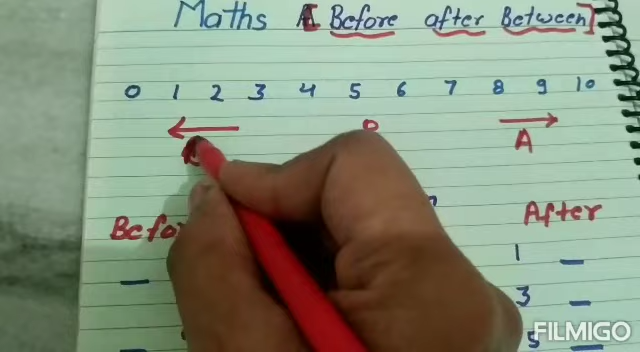 Maths [Before after Between]
0 1 2 3 4 5 6 7 8 9 10
A
After
1 _
_ 3 _
_ 5
FILMIGO